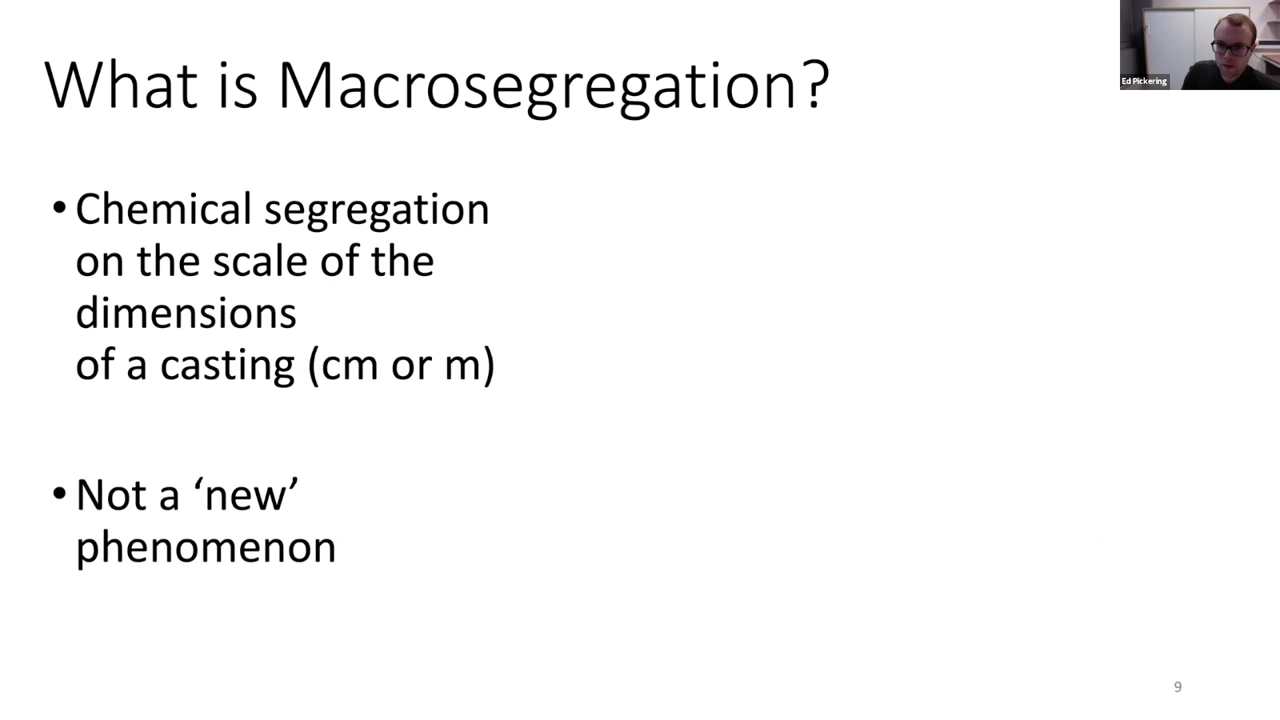 What is Macrosegregation?
Ed Pickering
• Chemical segregation
on the scale of the
dimensions
of a casting (cm or m)
• Not a ‘new’
phenomenon
9